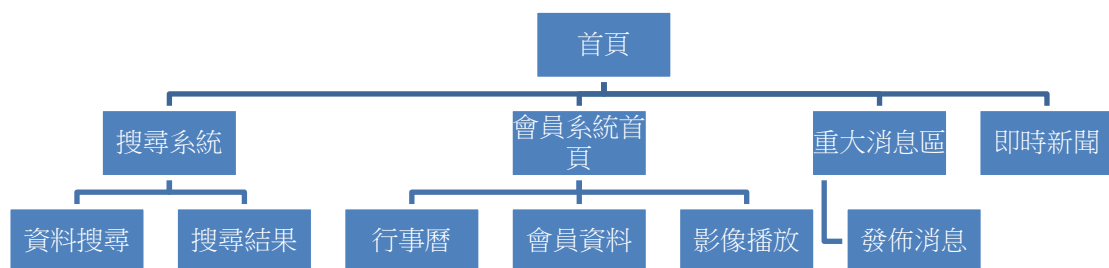 首頁
搜尋系統
會員系統首
頁
重大消息區
即時新聞
資料搜尋
搜尋結果
行事曆
會員資料
影像播放
發佈消息